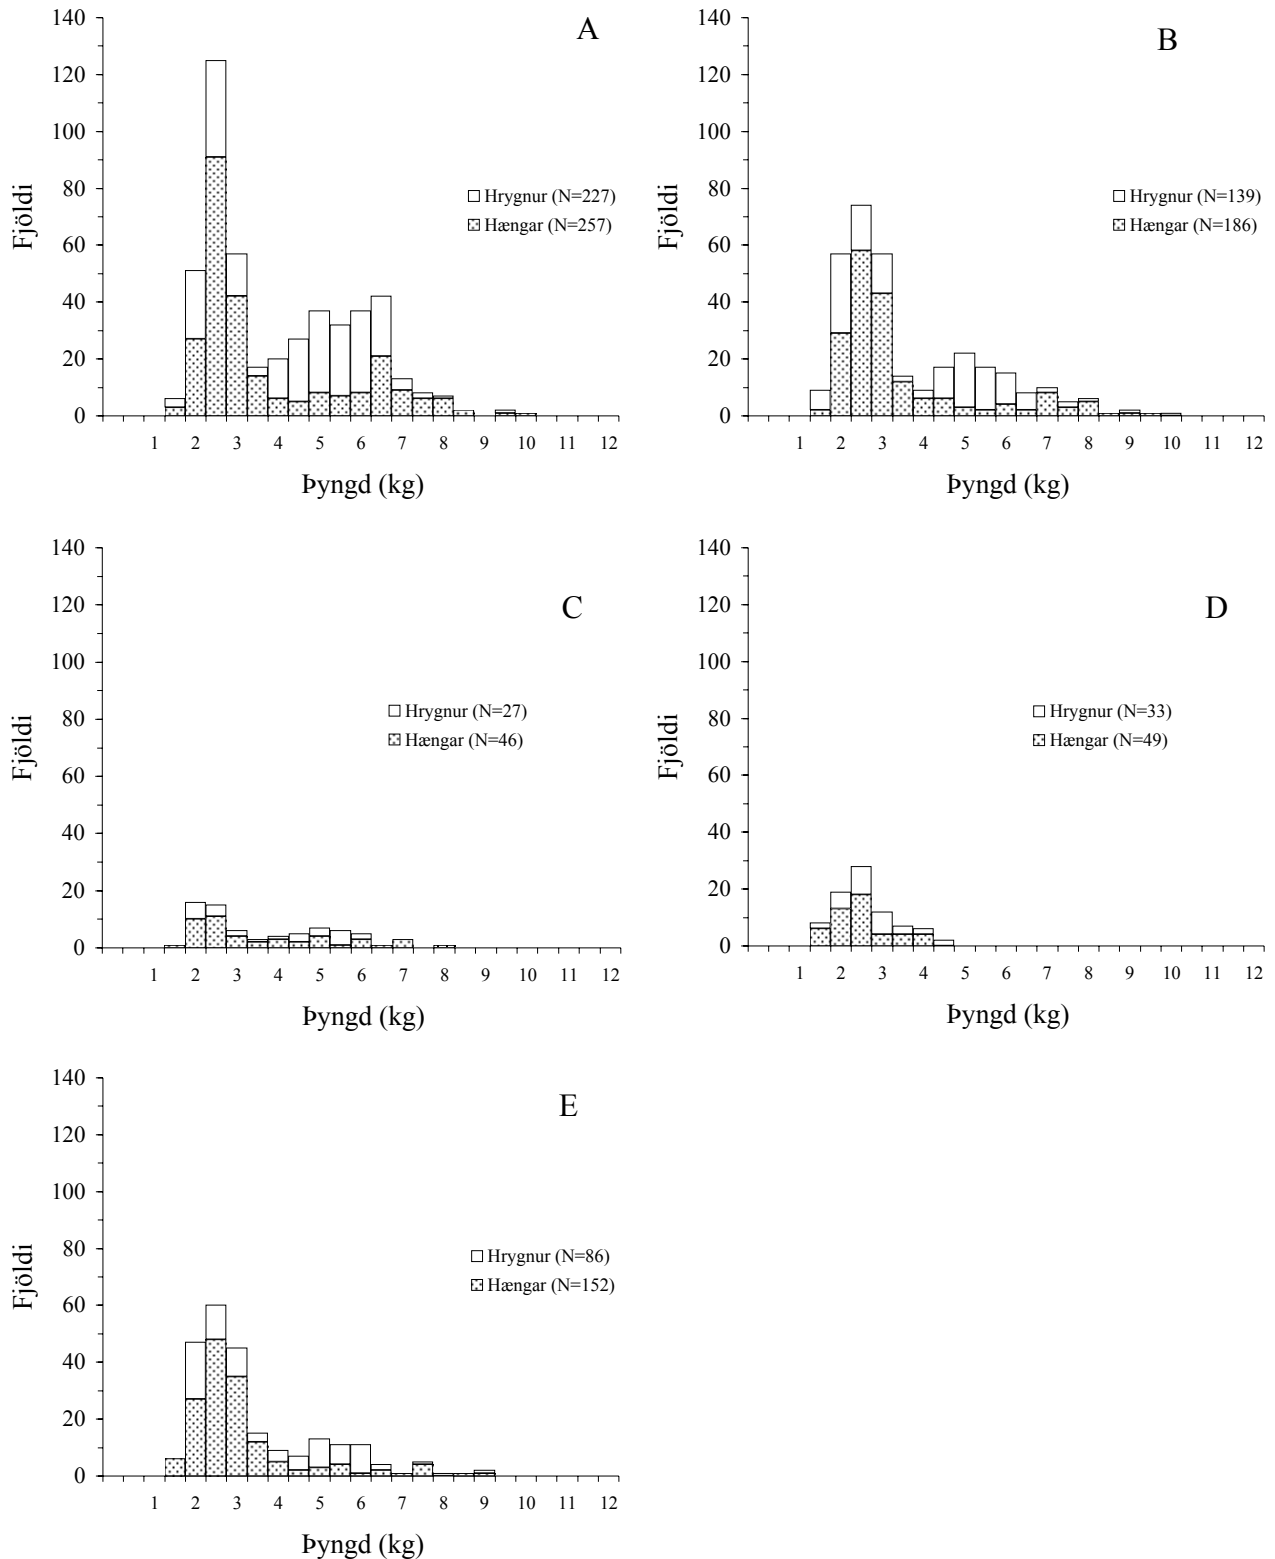 A
140
120
100
80
60
40
20
0
Fjöldi
Hrygnur (N=227)
Hængar (N=257)
1 2 3 4 5 6 7 8 9 10 11 12
Þyngd (kg)
B
140
120
100
80
60
40
20
0
Fjöldi
Hrygnur (N=139)
Hængar (N=186)
1 2 3 4 5 6 7 8 9 10 11 12
Þyngd (kg)
C
140
120
100
80
60
40
20
0
Fjöldi
Hrygnur (N=27)
Hængar (N=46)
1 2 3 4 5 6 7 8 9 10 11 12
Þyngd (kg)
D
140
120
100
80
60
40
20
0
Fjöldi
Hrygnur (N=33)
Hængar (N=49)
1 2 3 4 5 6 7 8 9 10 11 12
Þyngd (kg)
E
140
120
100
80
60
40
20
0
Fjöldi
Hrygnur (N=86)
Hængar (N=152)
1 2 3 4 5 6 7 8 9 10 11 12
Þyngd (kg)